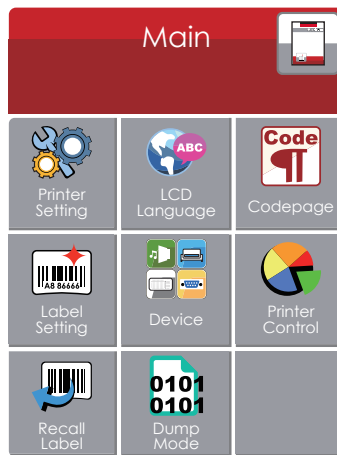 Main
Printer
Setting
ABC
LCD
Language
Code
Codepage
A8 86666
Label
Setting
Device
Printer
Control
Recall
Label
0101
0101
Dump
Mode